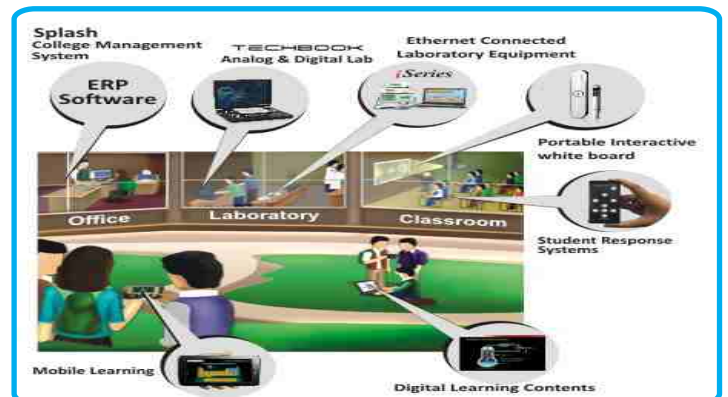 Splash
College Management
System
ERP
Software
TECHBOOK
Analog & Digital Lab
Ethernet Connected
Laboratory Equipment
iSeries
Portable Interactive
white board
Office
Laboratory
Classroom
Student Response
Systems
Mobile Learning
Digital Learning Contents